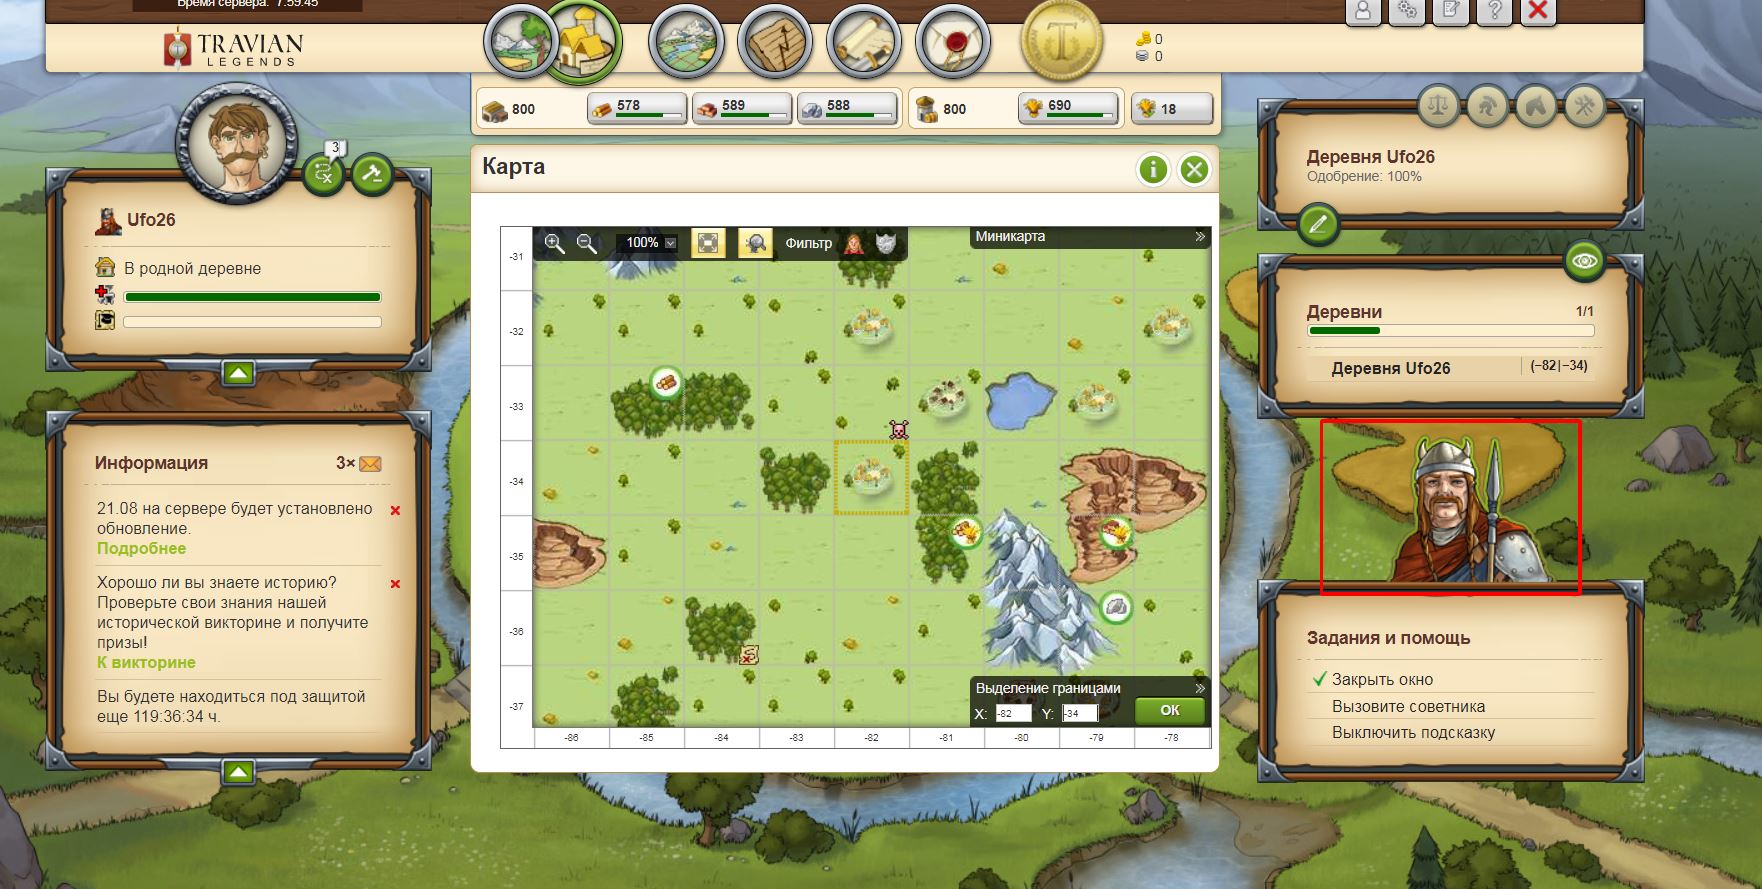 Время сервера: 7:59:45
TRAVIAN
LEGENDS
0
0
800
578
589
588
800
690
18
3
Ufo26
В родной деревне
Информация
3×
21.08 на сервере будет установлено
обновление.
Подробнее
Хорошо ли вы знаете историю?
Проверьте свои знания нашей
исторической викторине и получите
призы!
К викторине
Вы будете находиться под защитой
еще 119:36:34 ч.
Карта
100%
Фильтр
Миникарта
-31
-32
-33
-34
-35
-36
-37
-86
-85
-84
-83
-82
-81
-80
-79
-78
Выделение границами
X: -82 Y: -34 ОК
Деревня Ufo26
Одобрение: 100%
Деревни 1/1
Деревня Ufo26 (−82|−34)
Задания и помощь
Закрыть окно
Вызовите советника
Выключить подсказку